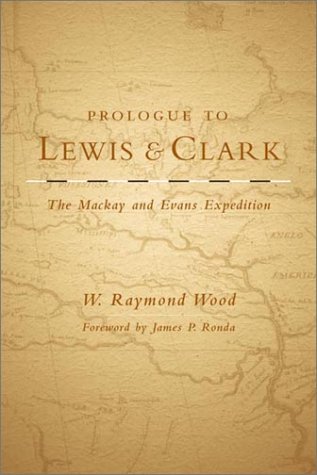 PROLOGUE TO
LEWIS & CLARK
The Mackay and Evans Expedition
W. Raymond Wood
Foreword by James P. Ronda